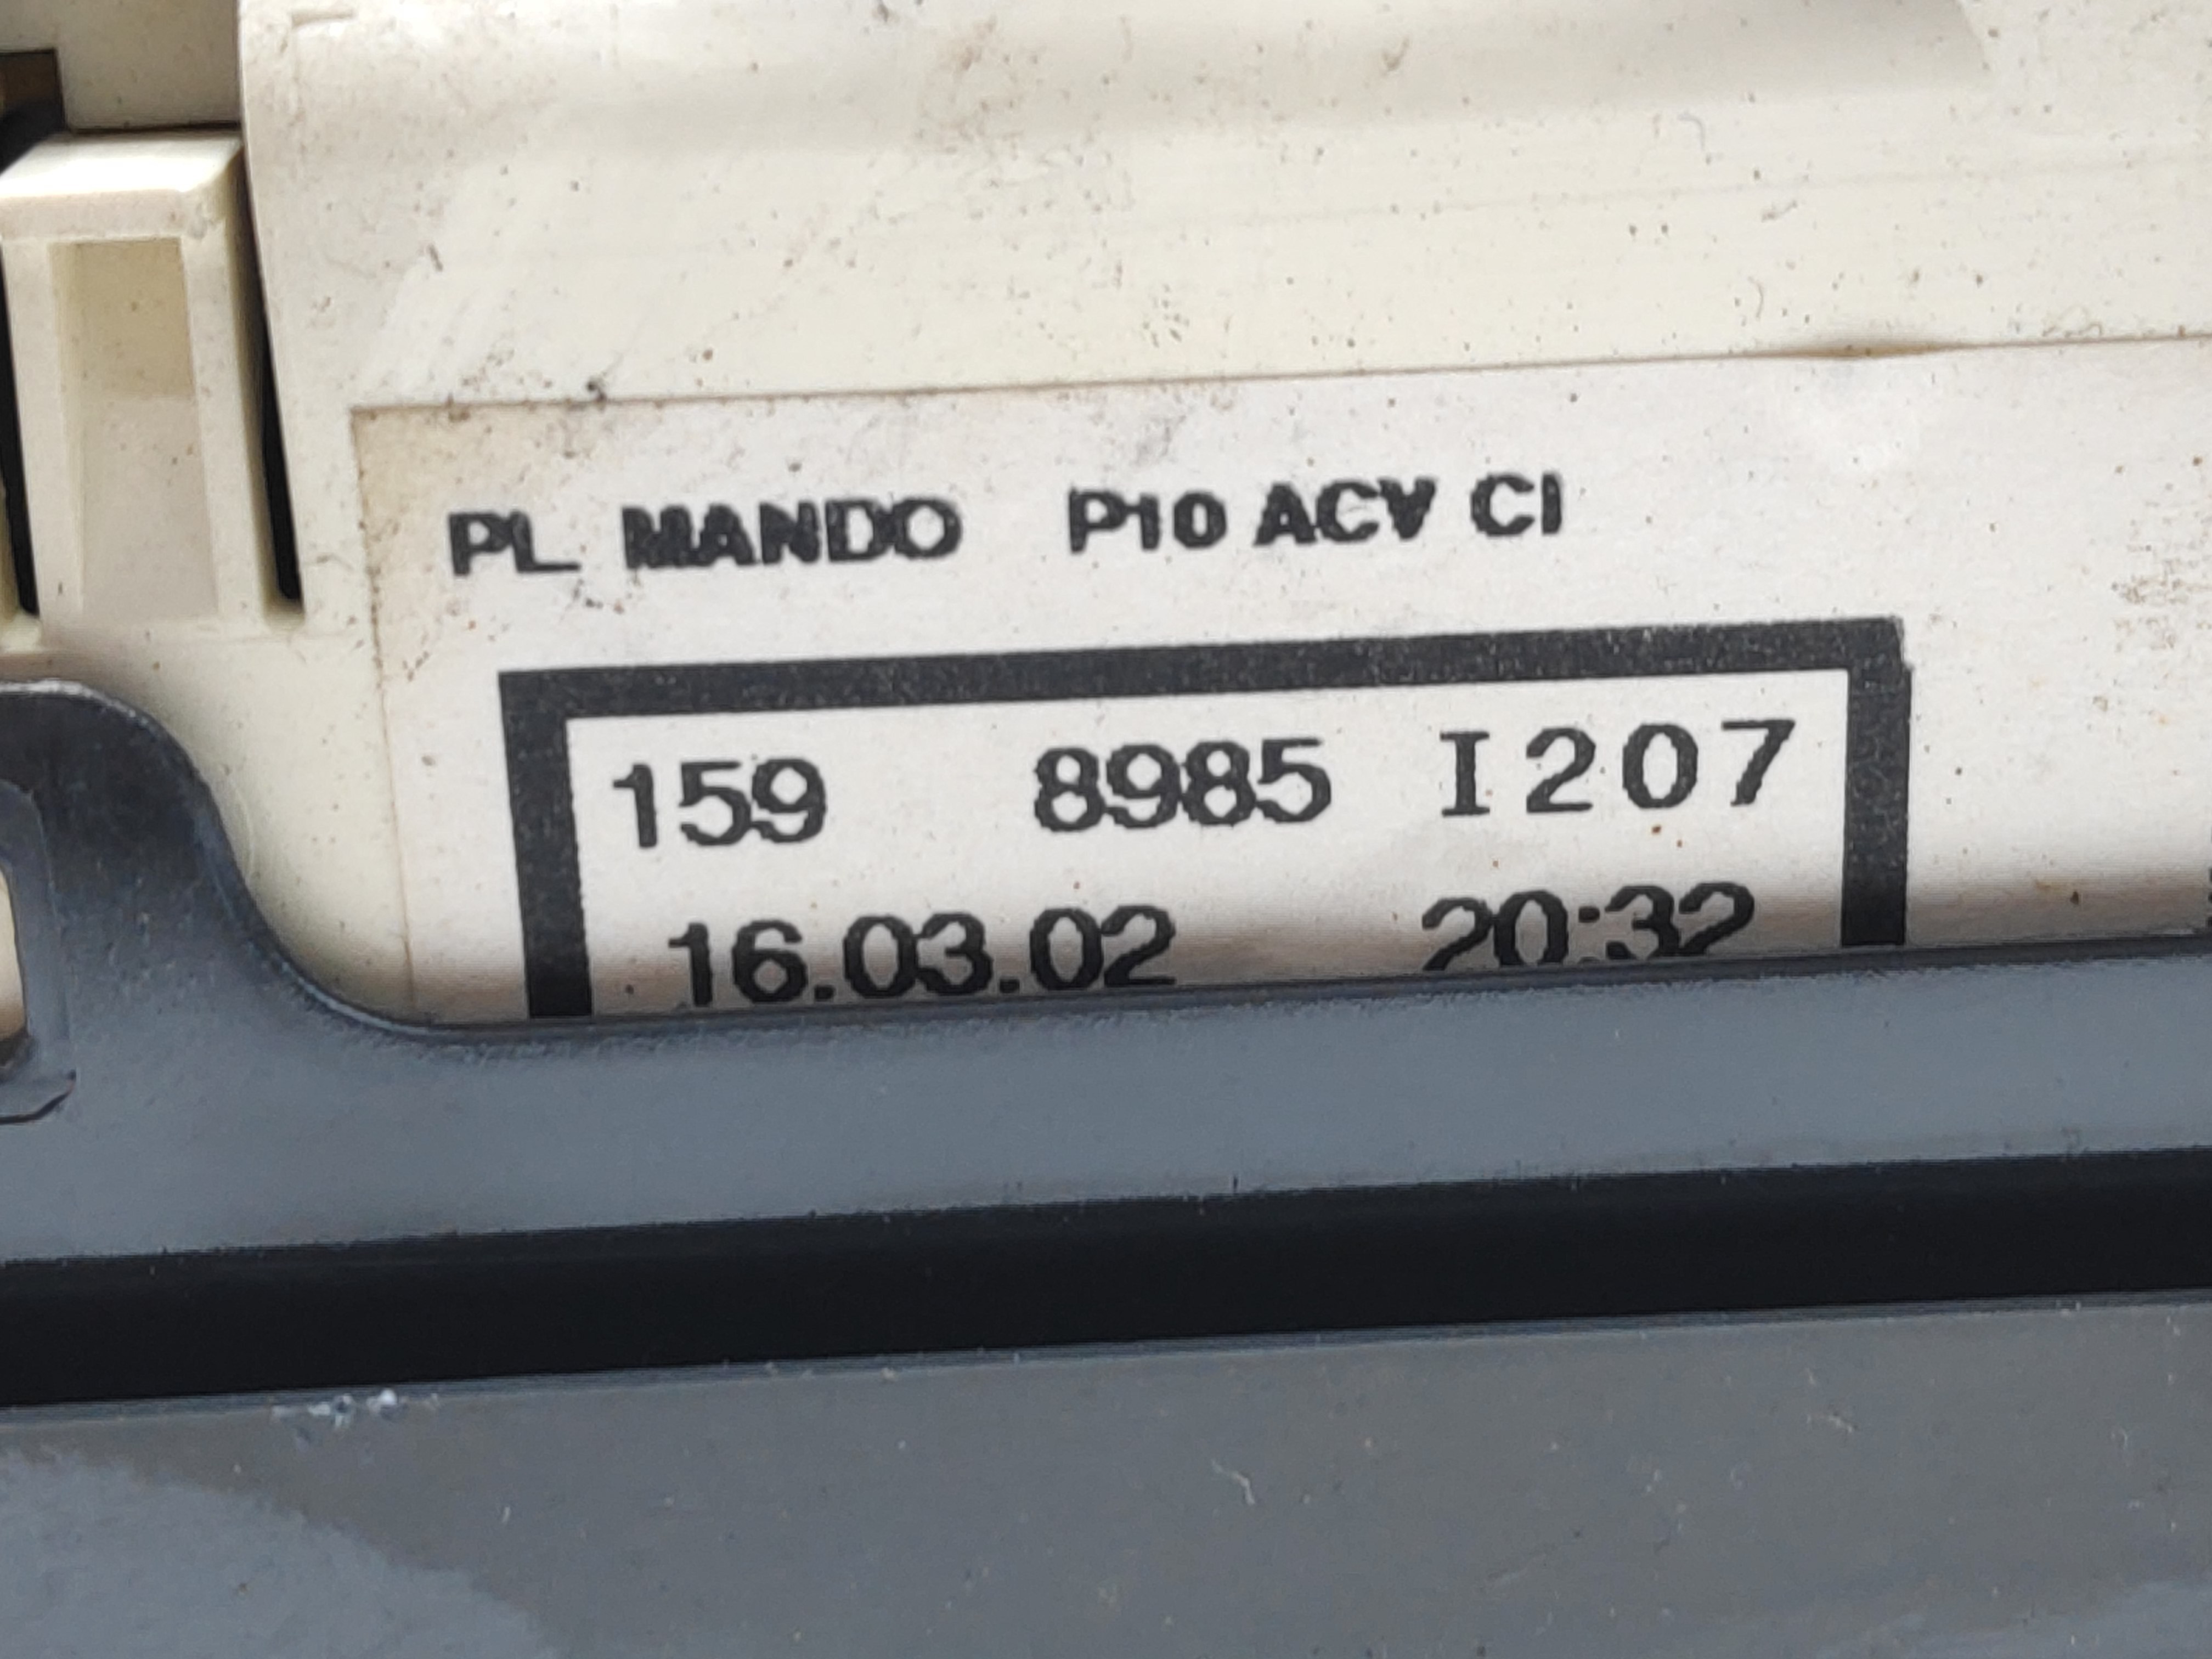 PL MANDO P10 ACV CI
159 8985 I207
16.03.02 20:32